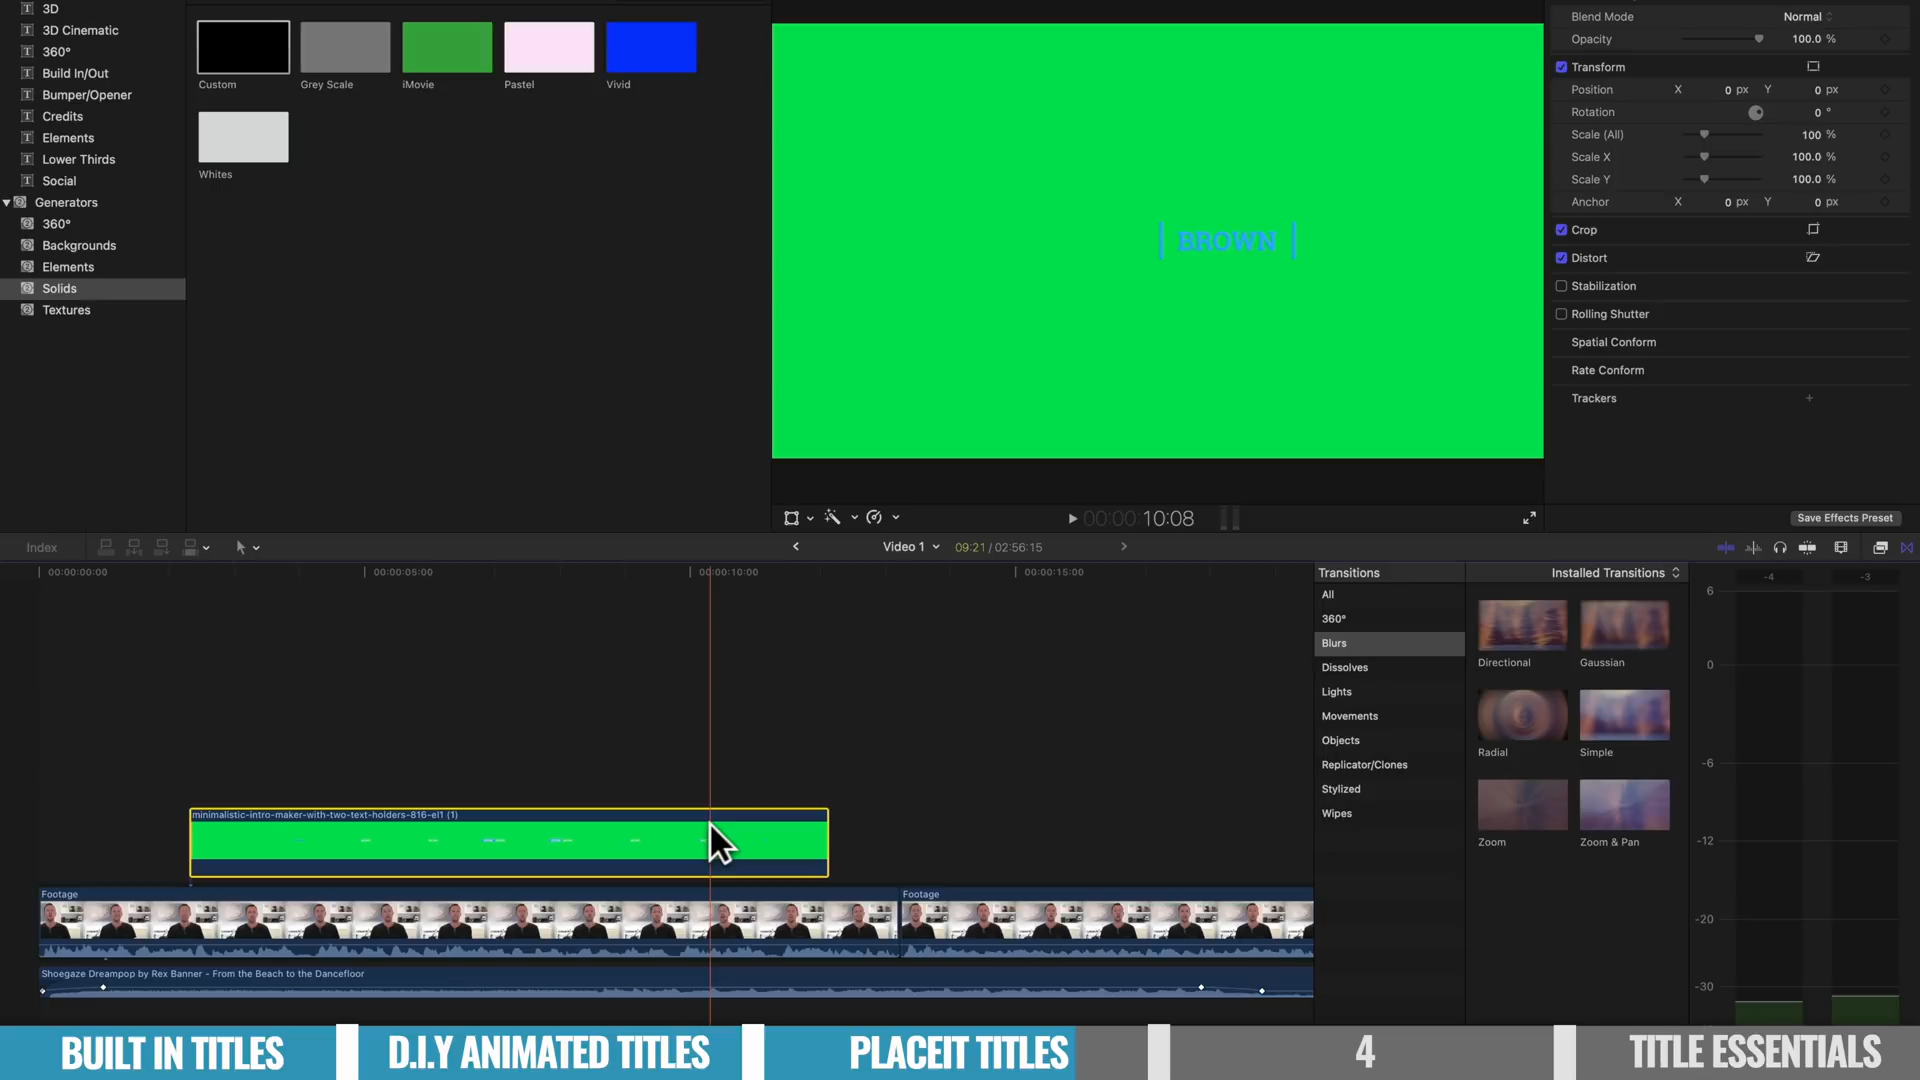 3D
3D Cinematic
360°
Build In/Out
Bumper/Opener
Credits
Elements
Lower Thirds
Social
Generators
360°
Backgrounds
Elements
Solids
Textures
Custom
Grey Scale
iMovie
Pastel
Vivid
Whites
BROWN
00:00:10:08
Blend Mode Normal
Opacity 100.0 %
Transform
Position X 0 px Y 0 px
Rotation 0 °
Scale (All) 100 %
Scale X 100.0 %
Scale Y 100.0 %
Anchor X 0 px Y 0 px
Crop
Distort
Stabilization
Rolling Shutter
Spatial Conform
Rate Conform
Trackers
Save Effects Preset
Index
Video 1
09:21 / 02:56:15
00:00:00:00
00:00:05:00
00:00:10:00
00:00:15:00
minimalistic-intro-maker-with-two-text-holders-816-el1 (1)
Footage
Footage
Shoegaze Dreampop by Rex Banner - From the Beach to the Dancefloor
Transitions
Installed Transitions
All
360°
Blurs
Dissolves
Lights
Movements
Objects
Replicator/Clones
Stylized
Wipes
Directional
Gaussian
Radial
Simple
Zoom
Zoom & Pan
-4
-3
6
0
-6
-12
-20
-30
BUILT IN TITLES
D.I.Y ANIMATED TITLES
PLACEIT TITLES
4
TITLE ESSENTIALS